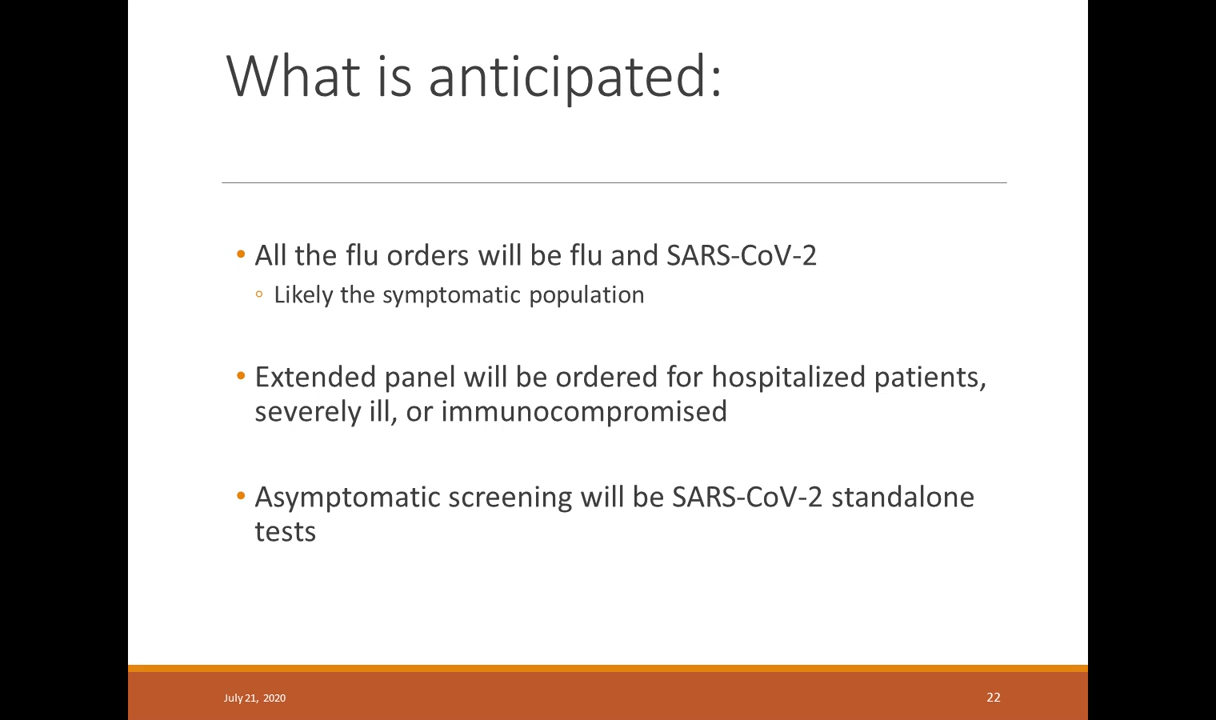 What is anticipated:
• All the flu orders will be flu and SARS-CoV-2
◦ Likely the symptomatic population
• Extended panel will be ordered for hospitalized patients,
severely ill, or immunocompromised
• Asymptomatic screening will be SARS-CoV-2 standalone
tests
July 21, 2020
22